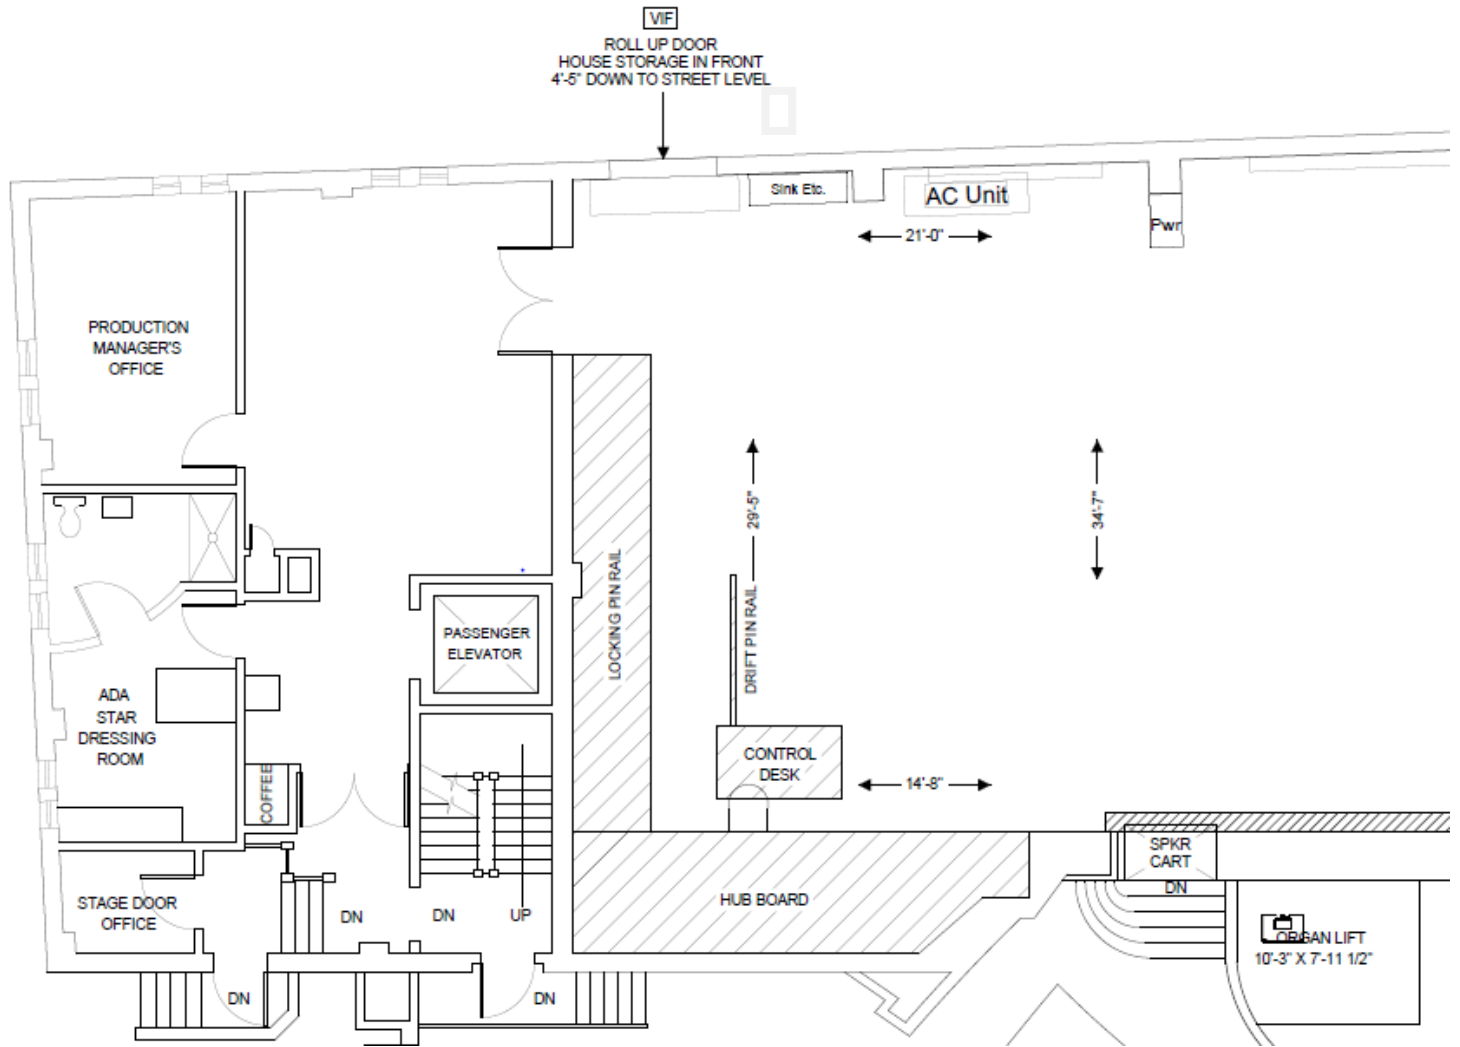 VIF
ROLL UP DOOR
HOUSE STORAGE IN FRONT
4'-5" DOWN TO STREET LEVEL
Sink Etc.
AC Unit
Pwr
21'-0"
PRODUCTION
MANAGER'S
OFFICE
29'-5"
34'-7"
LOCKING PIN RAIL
DRIFT PIN RAIL
PASSENGER
ELEVATOR
ADA
STAR
DRESSING
ROOM
COFFEE
CONTROL
DESK
14'-8"
SPKR
CART
DN
HUB BOARD
STAGE DOOR
OFFICE
DN
DN
UP
ORGAN LIFT
10'-3" X 7'-11 1/2"
DN
DN